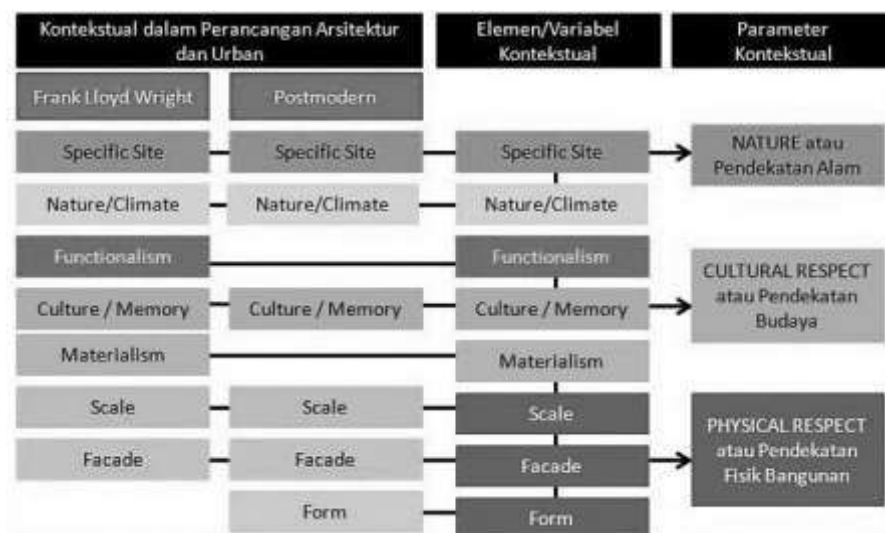 Kontekstual dalam Perancangan Arsitektur
dan Urban
Elemen/Variabel
Kontekstual
Parameter
Kontekstual
Frank Lloyd Wright
Postmodern
Specific Site
Specific Site
Specific Site
NATURE atau
Pendekatan Alam
Nature/Climate
Nature/Climate
Nature/Climate
Functionalism
Functionalism
CULTURAL RESPECT
atau Pendekatan
Budaya
Culture / Memory
Culture / Memory
Culture / Memory
Materialism
Materialism
Scale
Scale
Scale
PHYSICAL RESPECT
atau Pendekatan
Fisik Bangunan
Facade
Facade
Facade
Form
Form